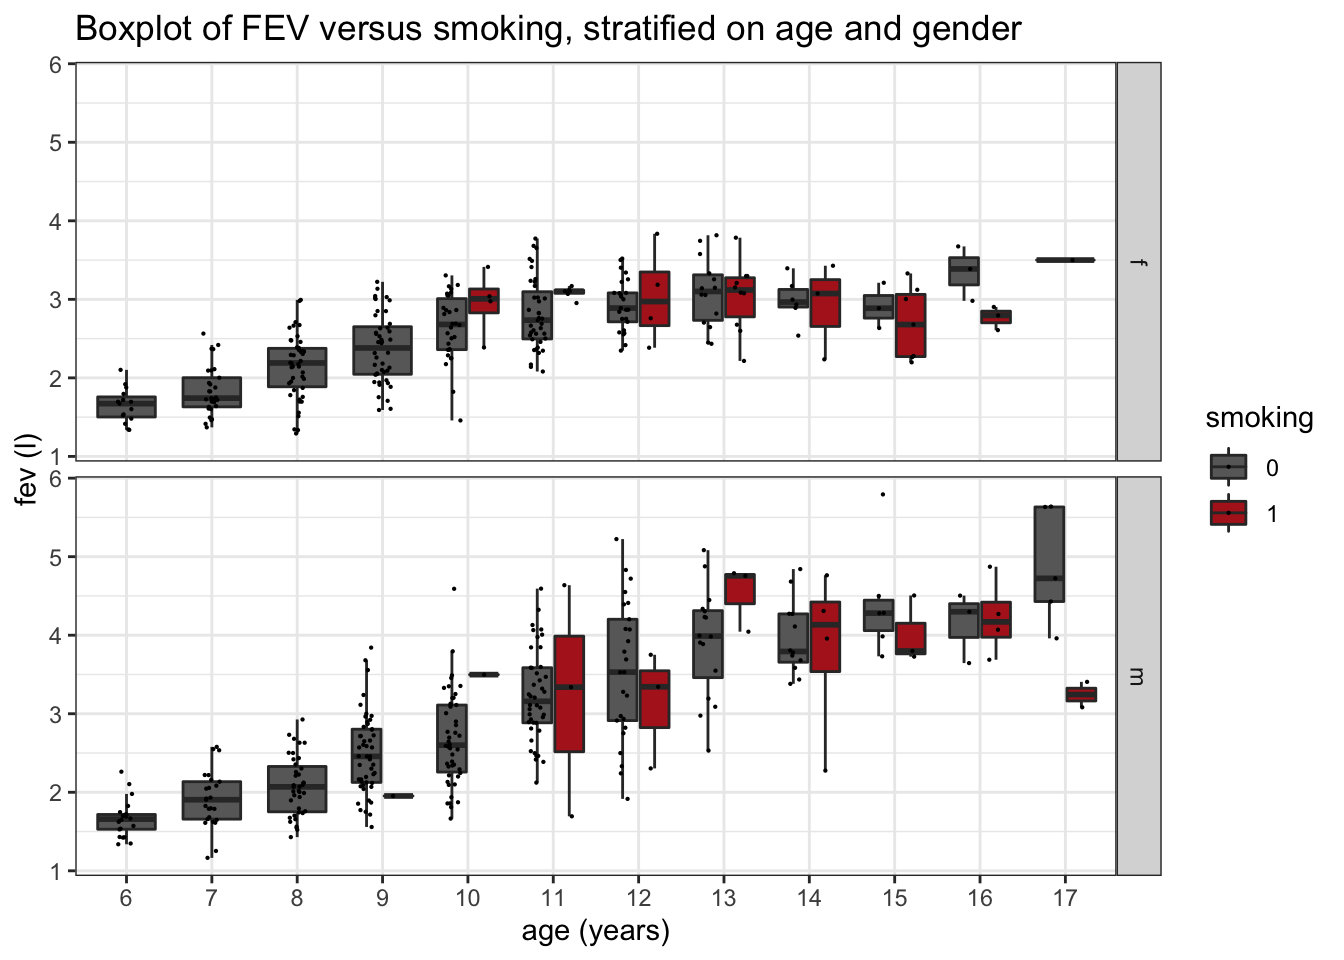 Boxplot of FEV versus smoking, stratified on age and gender
6
5
4
3
2
1
f
6
5
4
3
2
1
m
fev (l)
6 7 8 9 10 11 12 13 14 15 16 17
age (years)
smoking
0
1